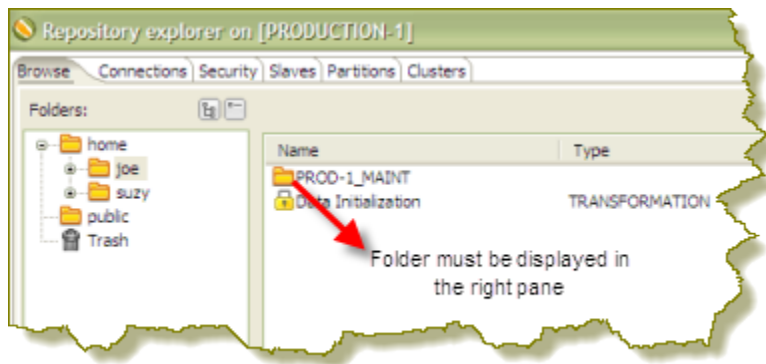 Repository explorer on [PRODUCTION-1]
Browse Connections Security Slaves Partitions Clusters
Folders:
home
joe
suzy
public
Trash
Name Type
PROD-1_MAINT
Data Initialization TRANSFORMATION
Folder must be displayed in
the right pane